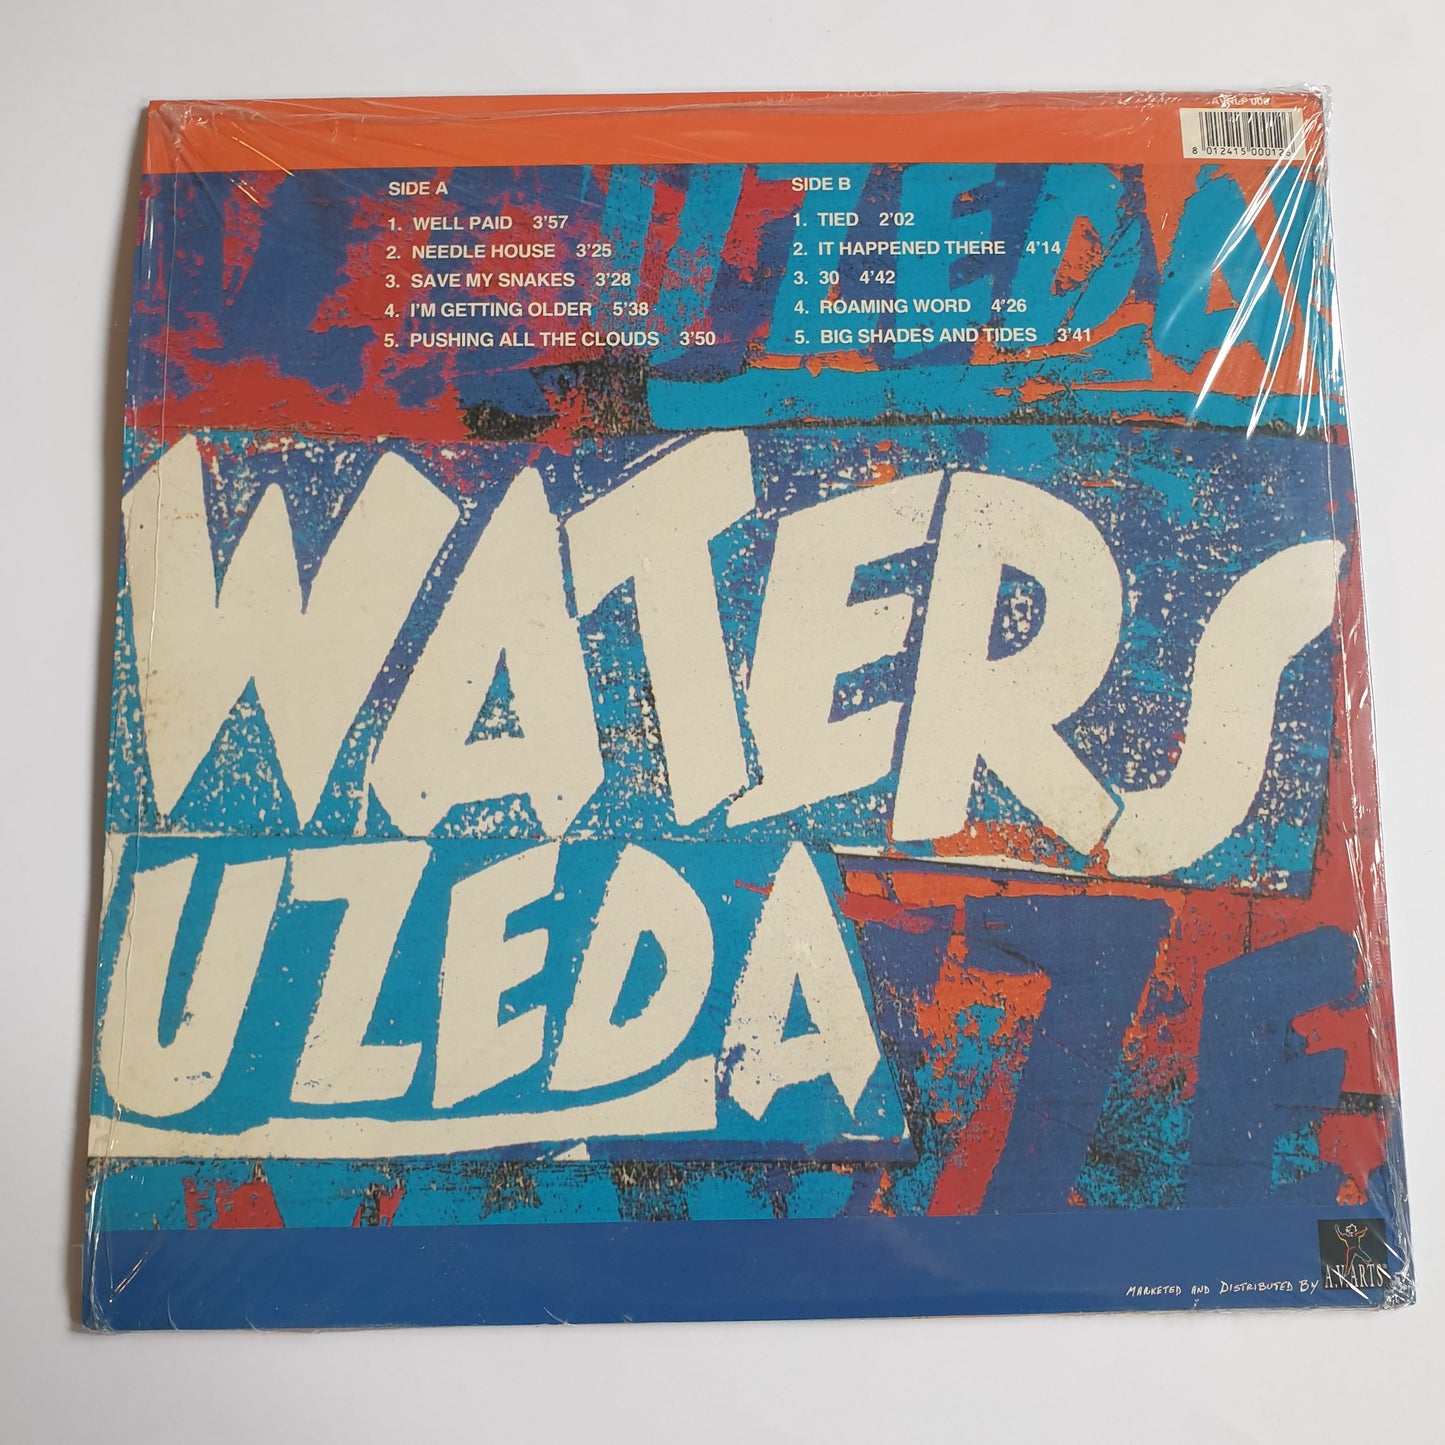 SIDE A
1. WELL PAID 3'57
2. NEEDLE HOUSE 3'25
3. SAVE MY SNAKES 3'28
4. I'M GETTING OLDER 5'38
5. PUSHING ALL THE CLOUDS 3'50
SIDE B
1. TIED 2'02
2. IT HAPPENED THERE 4'14
3. 30 4'42
4. ROAMING WORD 4'26
5. BIG SHADES AND TIDES 3'41
UZEDA
WATERS
UZEDA
MARKETED AND DISTRIBUTED BY
A.V. ARTS